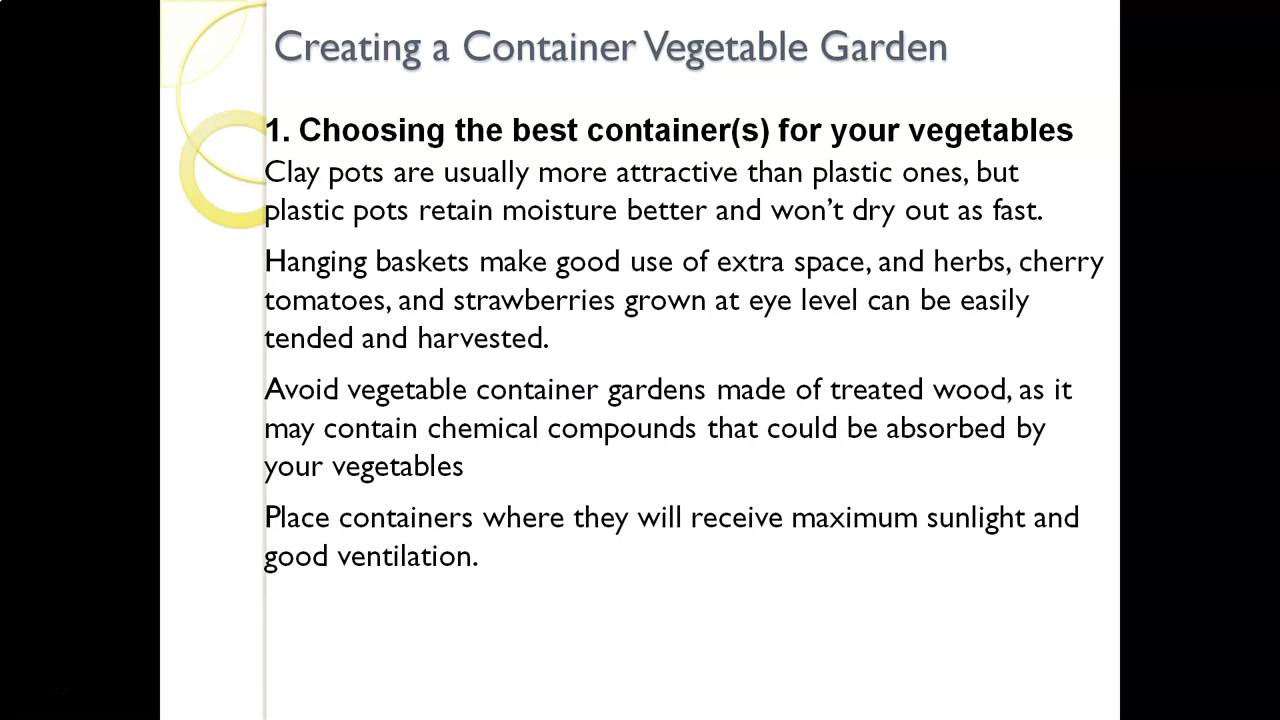 Creating a Container Vegetable Garden
1. Choosing the best container(s) for your vegetables
Clay pots are usually more attractive than plastic ones, but
plastic pots retain moisture better and won’t dry out as fast.
Hanging baskets make good use of extra space, and herbs, cherry
tomatoes, and strawberries grown at eye level can be easily
tended and harvested.
Avoid vegetable container gardens made of treated wood, as it
may contain chemical compounds that could be absorbed by
your vegetables
Place containers where they will receive maximum sunlight and
good ventilation.